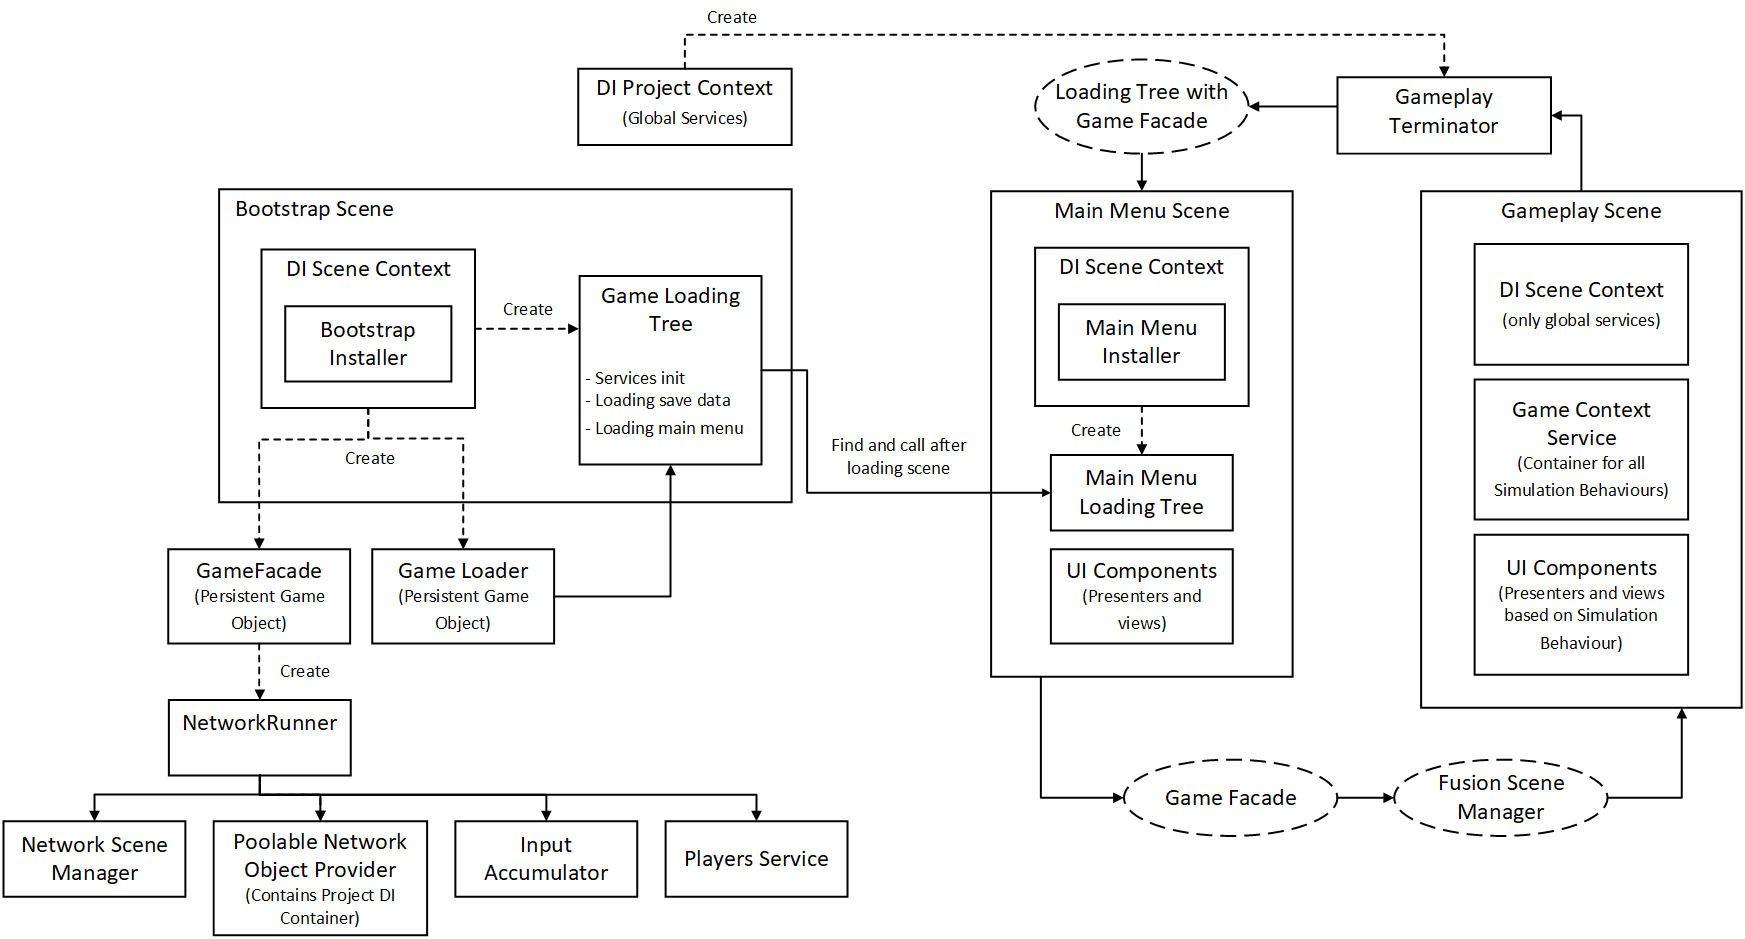 Create
DI Project Context
(Global Services)
Loading Tree with
Game Facade
Gameplay
Terminator
Bootstrap Scene
DI Scene Context
Bootstrap
Installer
Create
Game Loading
Tree
- Services init
- Loading save data
- Loading main menu
Create
Find and call after
loading scene
GameFacade
(Persistent Game
Object)
Game Loader
(Persistent Game
Object)
Create
NetworkRunner
Network Scene
Manager
Poolable Network
Object Provider
(Contains Project DI
Container)
Input
Accumulator
Players Service
Main Menu Scene
DI Scene Context
Main Menu
Installer
Create
Main Menu
Loading Tree
UI Components
(Presenters and
views)
Game Facade
Fusion Scene
Manager
Gameplay Scene
DI Scene Context
(only global services)
Game Context
Service
(Container for all
Simulation Behaviours)
UI Components
(Presenters and views
based on Simulation
Behaviour)